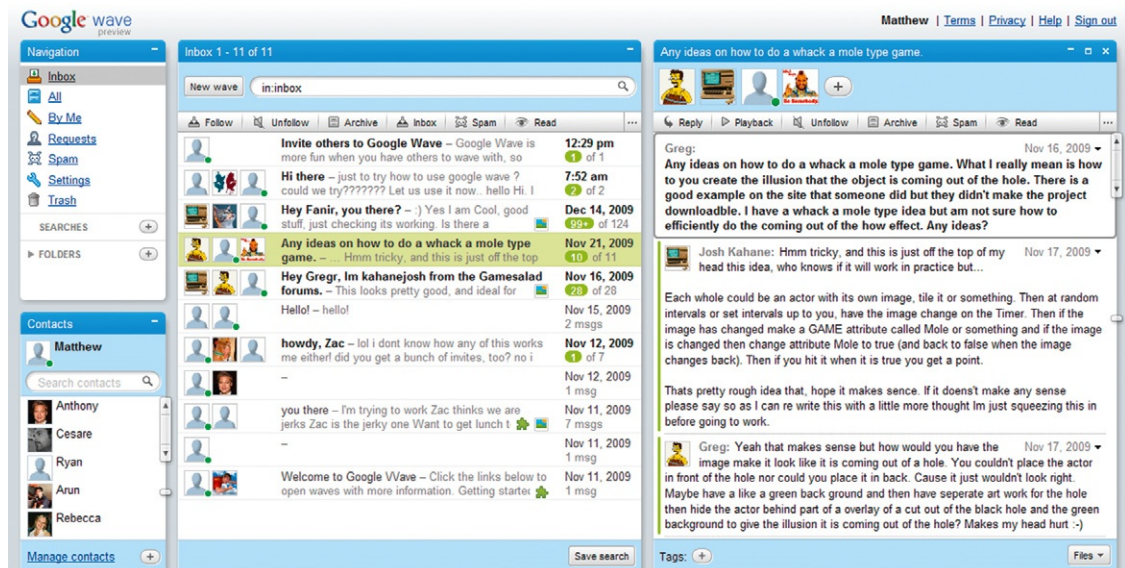 Google wave
preview
Matthew | Terms | Privacy | Help | Sign out
Navigation
Inbox
All
By Me
Requests
Spam
Settings
Trash
SEARCHES
FOLDERS
Contacts
Matthew
Search contacts
Anthony
Cesare
Ryan
Arun
Rebecca
Manage contacts
Inbox 1 - 11 of 11
New wave
in:inbox
Follow Unfollow Archive Inbox Spam Read ...
Invite others to Google Wave – Google Wave is 12:29 pm
more fun when you have others to wave with, so 1 of 1
Hi there – just to try how to use google wave ? 7:52 am
could we try??????? Let us use it now.. hello Hi. I 2 of 2
Hey Fanir, you there? – :) Yes I am Cool, good Dec 14, 2009
stuff, just checking its working. Is there a 99+ of 124
Any ideas on how to do a whack a mole type Nov 21, 2009
game. – ... Hmm tricky, and this is just off the top 10 of 11
Hey Gregr, Im kahanejosh from the Gamesalad Nov 16, 2009
forums. – This looks pretty good, and ideal for 28 of 28
Hello! – hello! Nov 15, 2009
2 msgs
howdy, Zac – lol i dont know how any of this works Nov 12, 2009
me either! did you get a bunch of invites, too? no i 1 of 7
– Nov 12, 2009
1 msg
you there – I'm trying to work Zac thinks we are Nov 11, 2009
jerks Zac is the jerky one Want to get lunch t 7 msgs
– Nov 11, 2009
1 msg
Welcome to Google VVave – Click the links below to Nov 11, 2009
open waves with more information. Getting starte 1 msg
Save search
Any ideas on how to do a whack a mole type game.
Reply Playback Unfollow Archive Spam Read ...
Greg: Nov 16, 2009
Any ideas on how to do a whack a mole type game. What I really mean is how
to you create the illusion that the object is coming out of the hole. There is a
good example on the site that someone did but they didn't make the project
downloadble. I have a whack a mole type idea but am not sure how to
efficiently do the coming out of the how effect. Any ideas?
Josh Kahane: Hmm tricky, and this is just off the top of my Nov 17, 2009
head this idea, who knows if it will work in practice but...
Each whole could be an actor with its own image, tile it or something. Then at random
intervals or set intervals up to you, have the image change on the Timer. Then if the
image has changed make a GAME attribute called Mole or something and if the image
is changed then change attribute Mole to true (and back to false when the image
changes back). Then if you hit it when it is true you get a point.
Thats pretty rough idea that, hope it makes sence. If it doens't make any sense
please say so as I can re write this with a little more thought Im just squeezing this in
before going to work.
Greg: Yeah that makes sense but how would you have the Nov 17, 2009
image make it look like it is coming out of a hole. You couldn't place the actor
in front of the hole nor could you place it in back. Cause it just wouldn't look right.
Maybe have a like a green back ground and then have seperate art work for the hole
then hide the actor behind part of a overlay of a cut out of the black hole and the green
background to give the illusion it is coming out of the hole? Makes my head hurt :-)
Tags:
Files